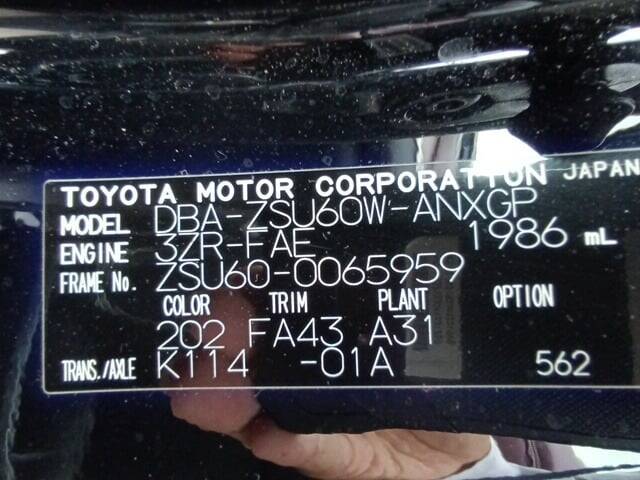 TOYOTA MOTOR CORPORATION JAPAN
MODEL DBA-ZSU60W-ANXGP
ENGINE 3ZR-FAE 1986 mL
FRAME No. ZSU60-0065959
COLOR TRIM PLANT OPTION
202 FA43 A31
TRANS./AXLE K114 -01A 562